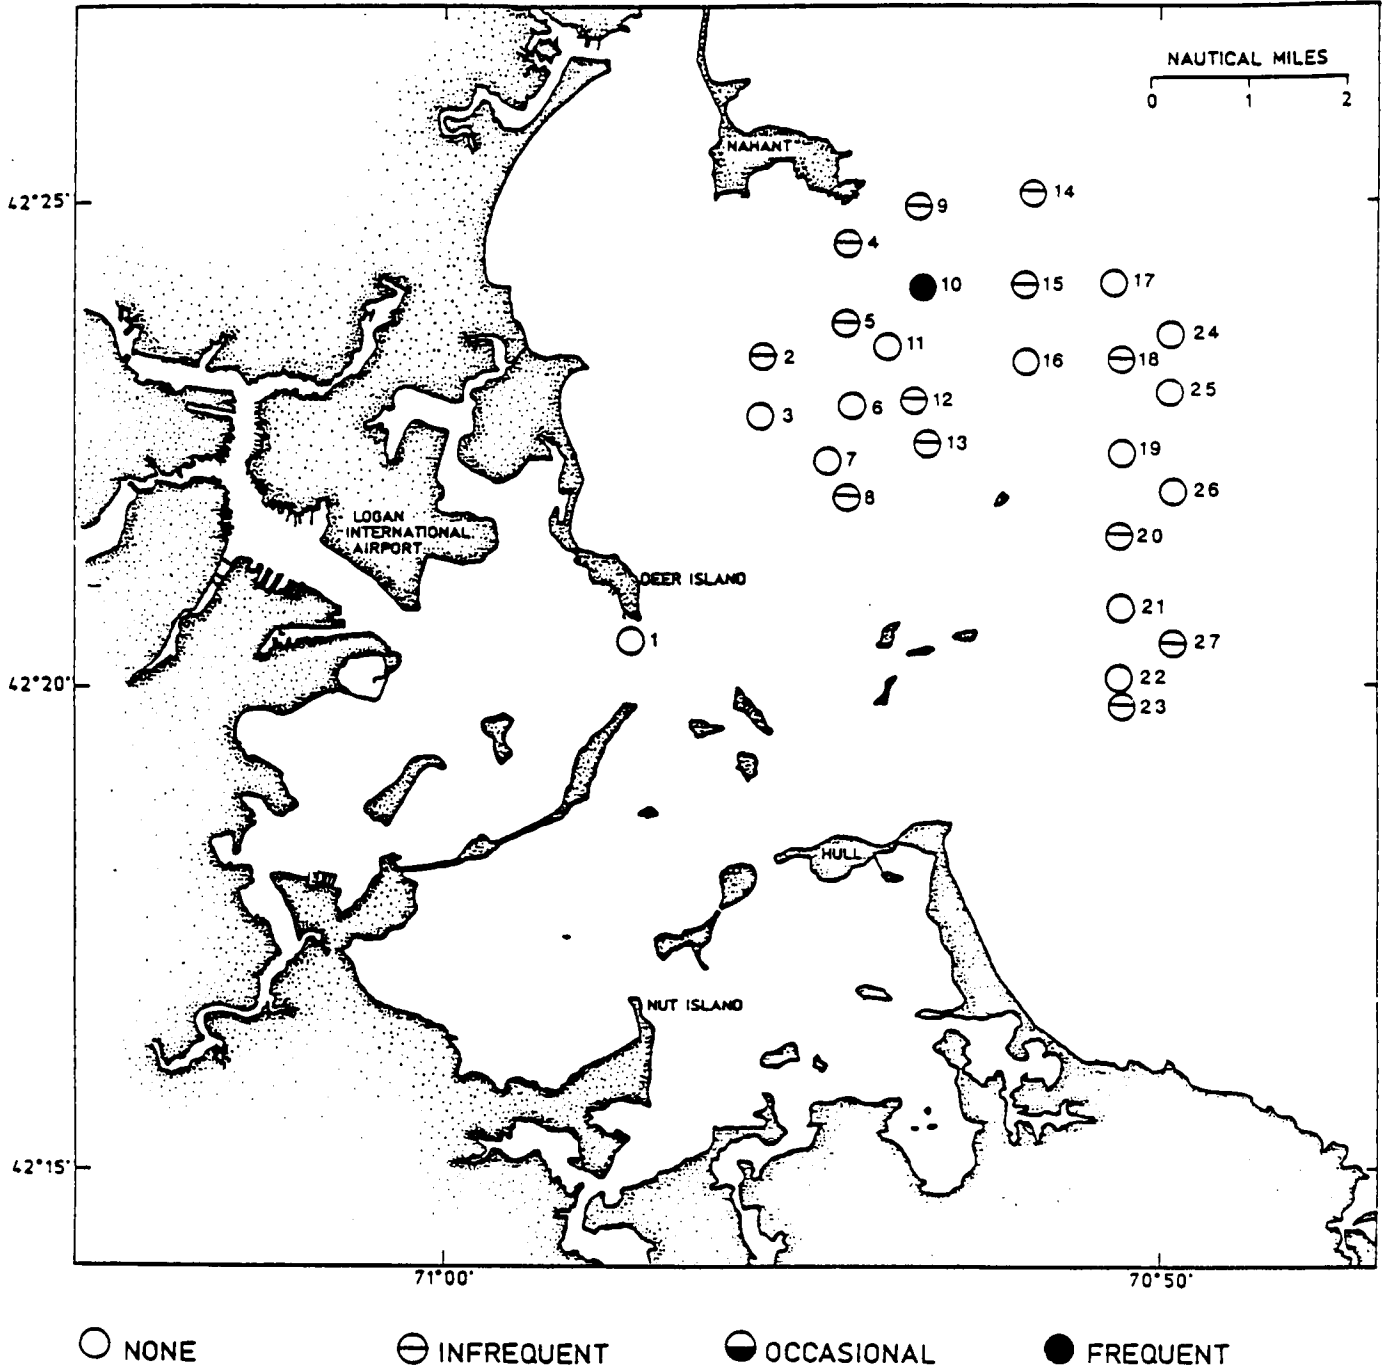 NAUTICAL MILES
0 1 2
NAHANT
42°25'
14
9
4
10
15
17
5
11
24
2
16
18
25
12
6
3
13
7
19
8
26
LOGAN
INTERNATIONAL
AIRPORT
20
DEER ISLAND
21
1
27
42°20'
22
23
HULL
NUT ISLAND
42°15'
71°00'
70°50'
NONE
INFREQUENT
OCCASIONAL
FREQUENT